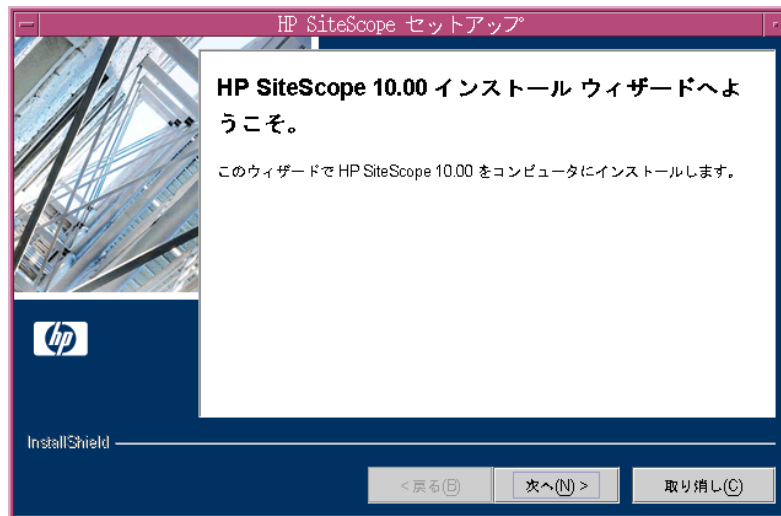 HP SiteScope セットアップ
HP SiteScope 10.00 インストール ウィザードへよ
うこそ。
このウィザードで HP SiteScope 10.00 をコンピュータにインストールします。
hp
InstallShield
<戻る(B)
次へ(N) >
取り消し(C)